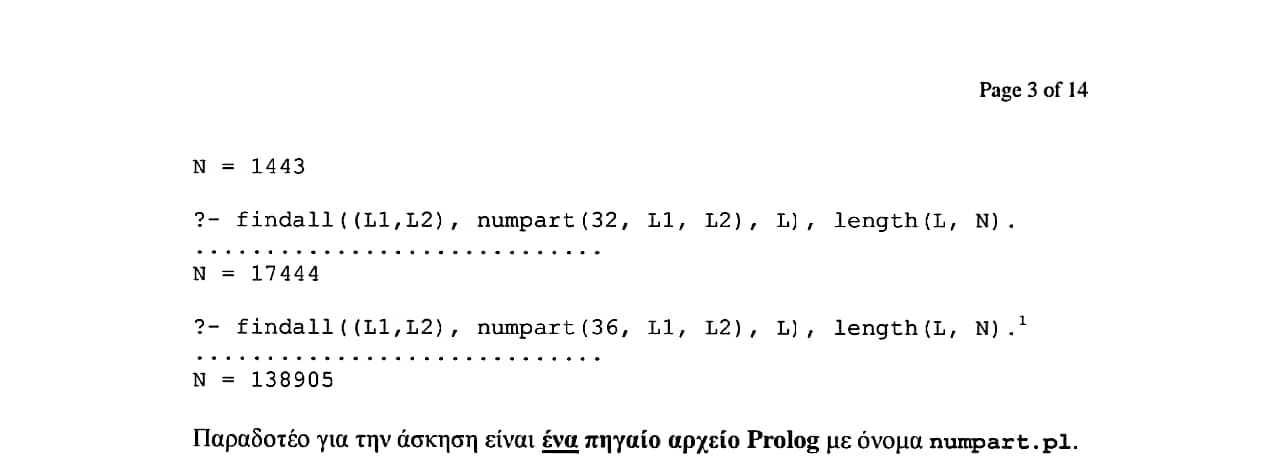 Page 3 of 14
N = 1443
?- findall((L1,L2), numpart(32, L1, L2), L), length(L, N).
.............................
N = 17444
?- findall((L1,L2), numpart(36, L1, L2), L), length(L, N).¹
.............................
N = 138905
Παραδοτέο για την άσκηση είναι ένα πηγαίο αρχείο Prolog με όνομα numpart.pl.